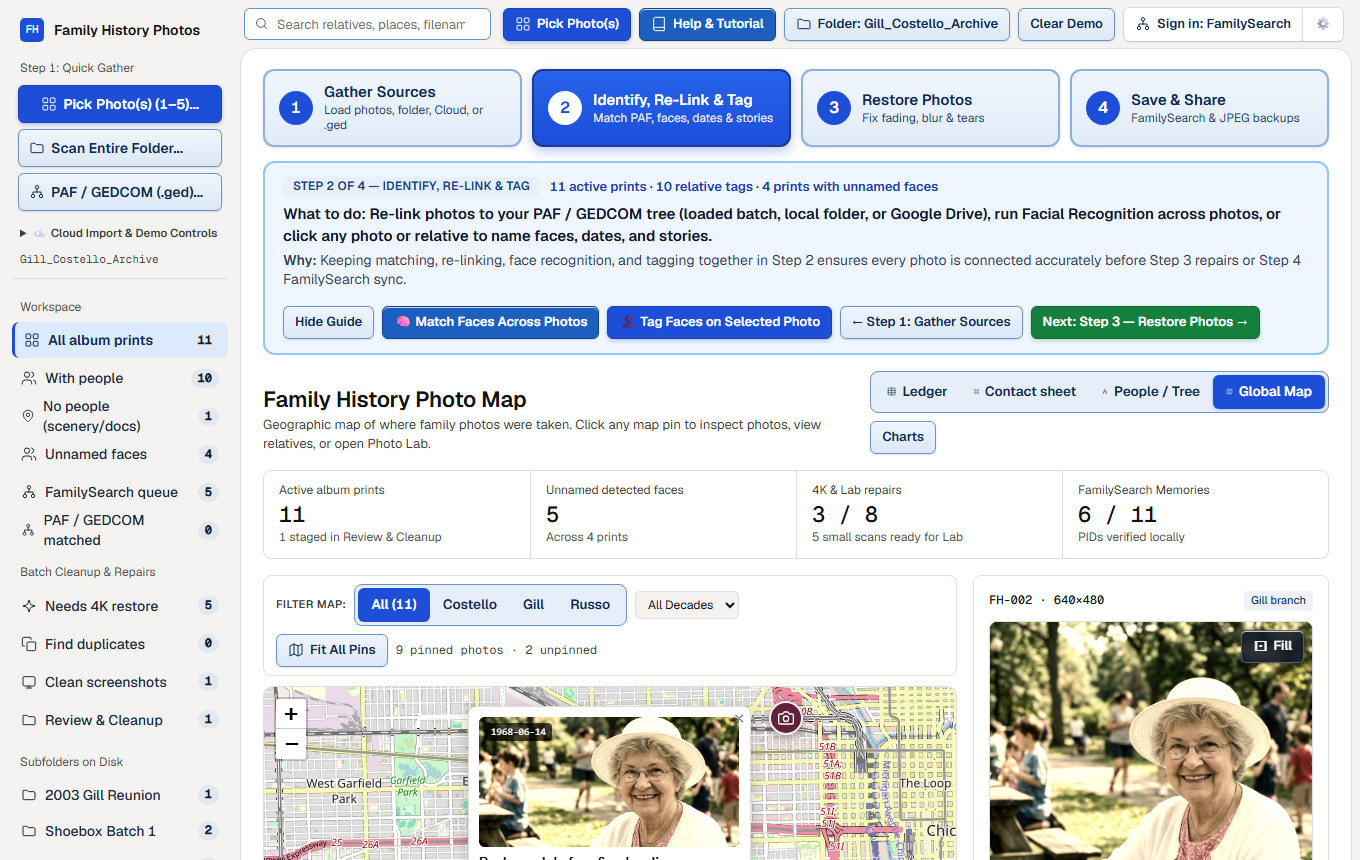 FH Family History Photos
Search relatives, places, filenam
Pick Photo(s)
Help & Tutorial
Folder: Gill_Costello_Archive
Clear Demo
Sign in: FamilySearch
Step 1: Quick Gather
Pick Photo(s) (1–5)...
Scan Entire Folder...
PAF / GEDCOM (.ged)...
Cloud Import & Demo Controls
Gill_Costello_Archive
Workspace
All album prints 11
With people 10
No people
(scenery/docs) 1
Unnamed faces 4
FamilySearch queue 5
PAF / GEDCOM
matched 0
Batch Cleanup & Repairs
Needs 4K restore 5
Find duplicates 0
Clean screenshots 1
Review & Cleanup 1
Subfolders on Disk
2003 Gill Reunion 1
Shoebox Batch 1 2
1 Gather Sources
Load photos, folder, Cloud, or
.ged
2 Identify, Re-Link & Tag
Match PAF, faces, dates & stories
3 Restore Photos
Fix fading, blur & tears
4 Save & Share
FamilySearch & JPEG backups
STEP 2 OF 4 — IDENTIFY, RE-LINK & TAG 11 active prints · 10 relative tags · 4 prints with unnamed faces
What to do: Re-link photos to your PAF / GEDCOM tree (loaded batch, local folder, or Google Drive), run Facial Recognition across photos, or
click any photo or relative to name faces, dates, and stories.
Why: Keeping matching, re-linking, face recognition, and tagging together in Step 2 ensures every photo is connected accurately before Step 3 repairs or Step 4
FamilySearch sync.
Hide Guide
Match Faces Across Photos
Tag Faces on Selected Photo
← Step 1: Gather Sources
Next: Step 3 — Restore Photos →
Family History Photo Map
Geographic map of where family photos were taken. Click any map pin to inspect photos, view
relatives, or open Photo Lab.
Ledger
Contact sheet
People / Tree
Global Map
Charts
Active album prints
11
1 staged in Review & Cleanup
Unnamed detected faces
5
Across 4 prints
4K & Lab repairs
3 / 8
5 small scans ready for Lab
FamilySearch Memories
6 / 11
PIDs verified locally
FILTER MAP: All (11) Costello Gill Russo All Decades
Fit All Pins 9 pinned photos · 2 unpinned
+
−
1968-06-14
×
West Garfield
Park
Garfield
Park
The Loop
51B
51A
51B
51I
25
26A
26A
FH-002 · 640×480
Gill branch
Fill